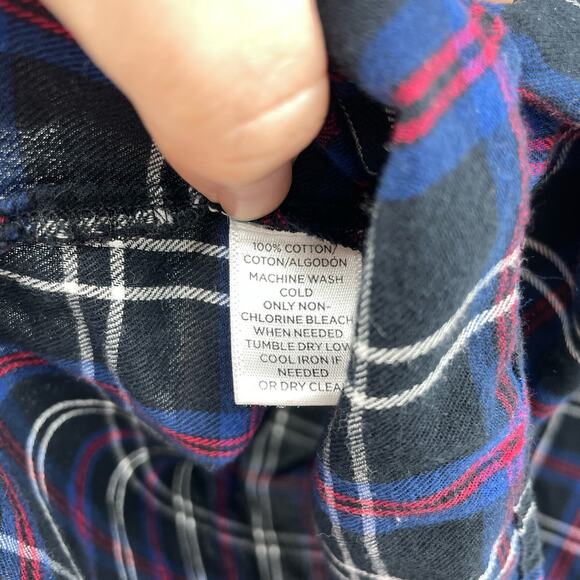 100% COTTON/
COTON/ALGODÓN
MACHINE WASH
COLD
ONLY NON-
CHLORINE BLEACH
WHEN NEEDED
TUMBLE DRY LOW
COOL IRON IF
NEEDED
OR DRY CLEAN